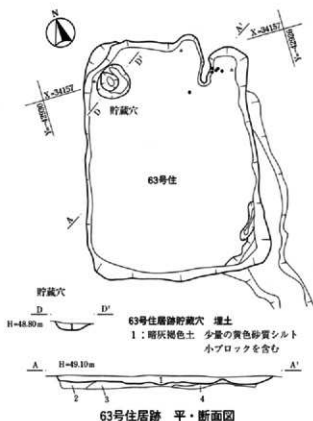 N
X=34157
A'
X=34157
D'
D
貯蔵穴
63号住
A
貯蔵穴
D D'
H=48.80m
63号住居跡貯蔵穴 埋土
1：暗灰褐色土 少量の黄色砂質シルト
小ブロックを含む
A H=49.10m A'
1
2 3 4
63号住居跡 平・断面図